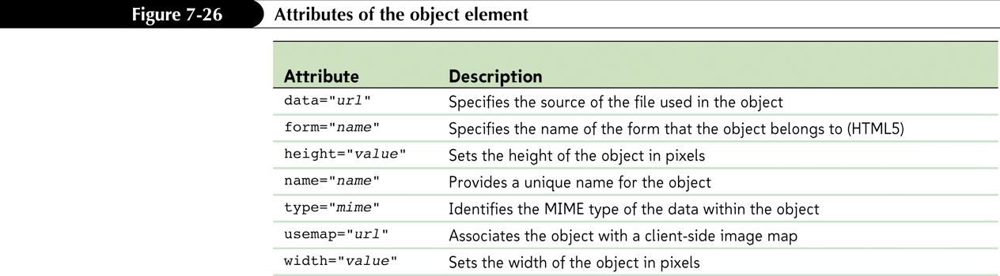 Figure 7-26 Attributes of the object element
Attribute Description
data="url" Specifies the source of the file used in the object
form="name" Specifies the name of the form that the object belongs to (HTML5)
height="value" Sets the height of the object in pixels
name="name" Provides a unique name for the object
type="mime" Identifies the MIME type of the data within the object
usemap="url" Associates the object with a client-side image map
width="value" Sets the width of the object in pixels